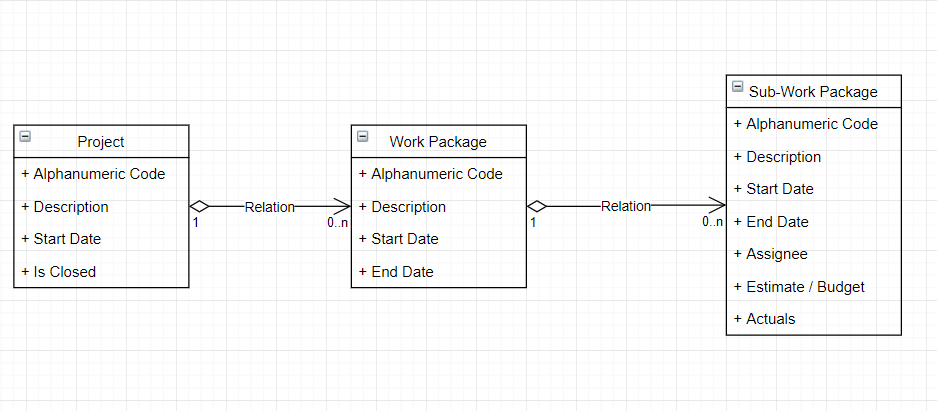 Project
+ Alphanumeric Code
+ Description
+ Start Date
+ Is Closed
1
Relation
0..n
Work Package
+ Alphanumeric Code
+ Description
+ Start Date
+ End Date
1
Relation
0..n
Sub-Work Package
+ Alphanumeric Code
+ Description
+ Start Date
+ End Date
+ Assignee
+ Estimate / Budget
+ Actuals